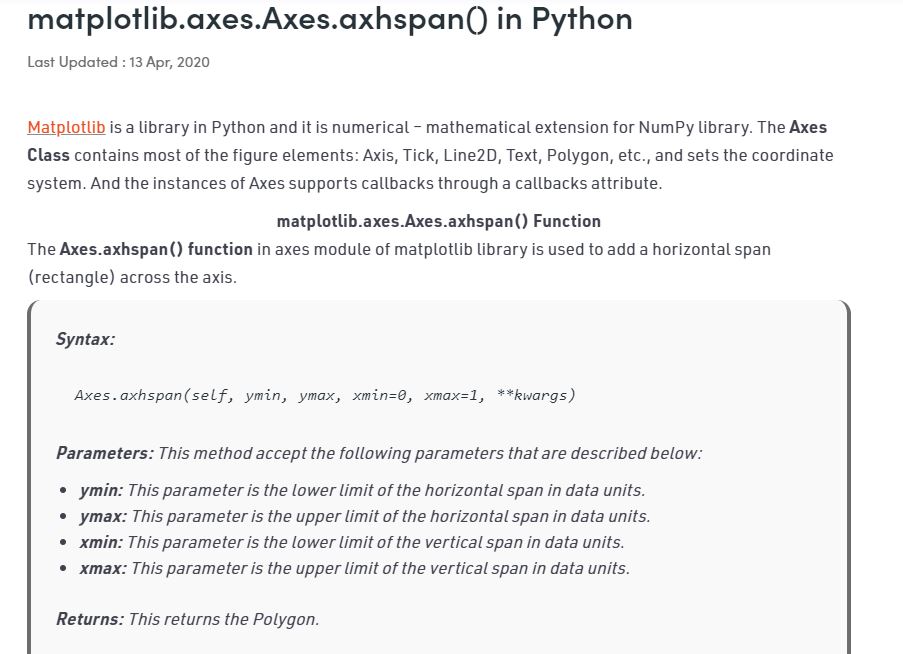 matplotlib.axes.Axes.axhspan() in Python
Last Updated : 13 Apr, 2020
Matplotlib is a library in Python and it is numerical – mathematical extension for NumPy library. The Axes
Class contains most of the figure elements: Axis, Tick, Line2D, Text, Polygon, etc., and sets the coordinate
system. And the instances of Axes supports callbacks through a callbacks attribute.
matplotlib.axes.Axes.axhspan() Function
The Axes.axhspan() function in axes module of matplotlib library is used to add a horizontal span
(rectangle) across the axis.
Syntax:
Axes.axhspan(self, ymin, ymax, xmin=0, xmax=1, **kwargs)
Parameters: This method accept the following parameters that are described below:
• ymin: This parameter is the lower limit of the horizontal span in data units.
• ymax: This parameter is the upper limit of the horizontal span in data units.
• xmin: This parameter is the lower limit of the vertical span in data units.
• xmax: This parameter is the upper limit of the vertical span in data units.
Returns: This returns the Polygon.